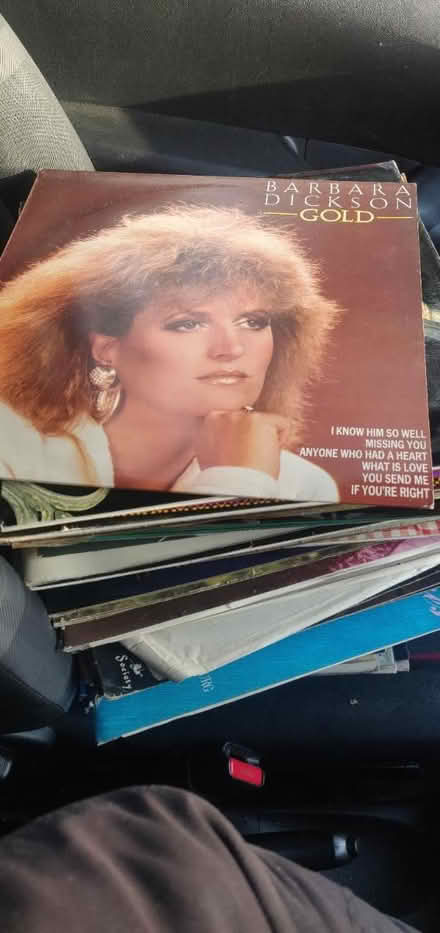 BARBARA
DICKSON
GOLD
I KNOW HIM SO WELL
MISSING YOU
ANYONE WHO HAD A HEART
WHAT IS LOVE
YOU SEND ME
IF YOU'RE RIGHT
Society